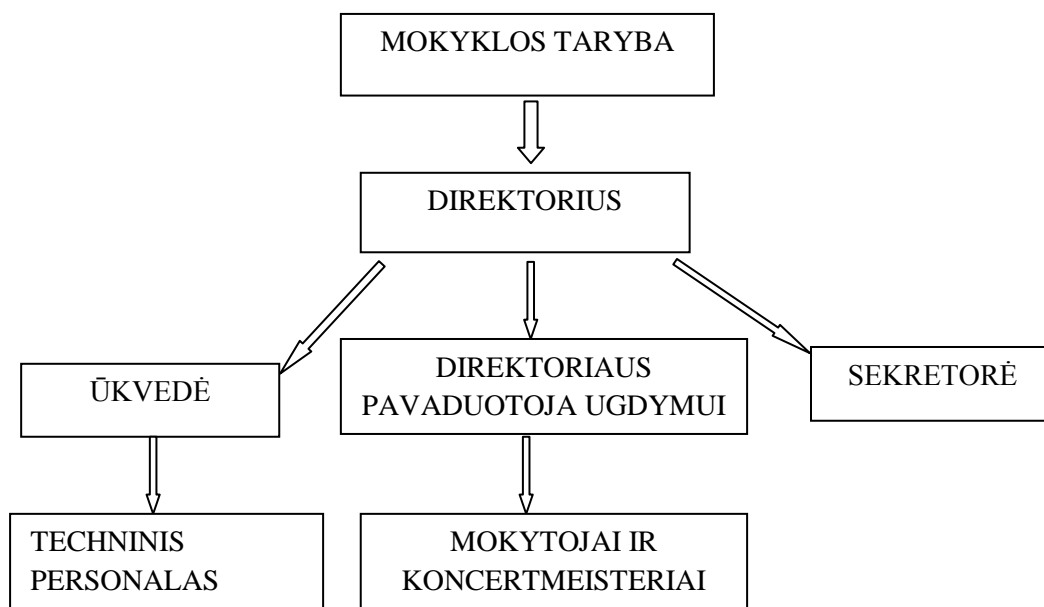 MOKYKLOS TARYBA
DIREKTORIUS
ŪKVEDĖ
DIREKTORIAUS
PAVADUOTOJA UGDYMUI
SEKRETORĖ
TECHNINIS
PERSONALAS
MOKYTOJAI IR
KONCERTMEISTERIAI